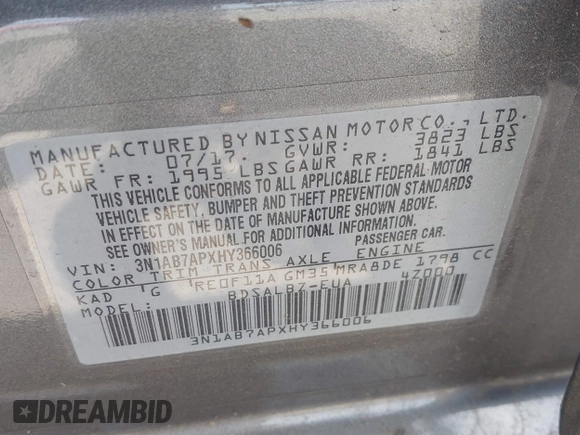 MANUFACTURED BY NISSAN MOTOR CO., LTD.
DATE: 07/17. GVWR: 3823 LBS
GAWR FR: 1995 LBS GAWR RR: 1841 LBS
THIS VEHICLE CONFORMS TO ALL APPLICABLE FEDERAL MOTOR
VEHICLE SAFETY, BUMPER AND THEFT PREVENTION STANDARDS
IN EFFECT ON THE DATE OF MANUFACTURE SHOWN ABOVE.
SEE OWNER'S MANUAL FOR ADDITIONAL INFORMATION.
VIN: 3N1AB7APXHY366006 PASSENGER CAR.
COLOR TRIM TRANS AXLE ENGINE
KAD 'G 'RE0F11A GM35 MRA8DE 1798 CC
MODEL: BDSALB7-EUA 4Z000
3N1AB7APXHY366006
DREAMBID